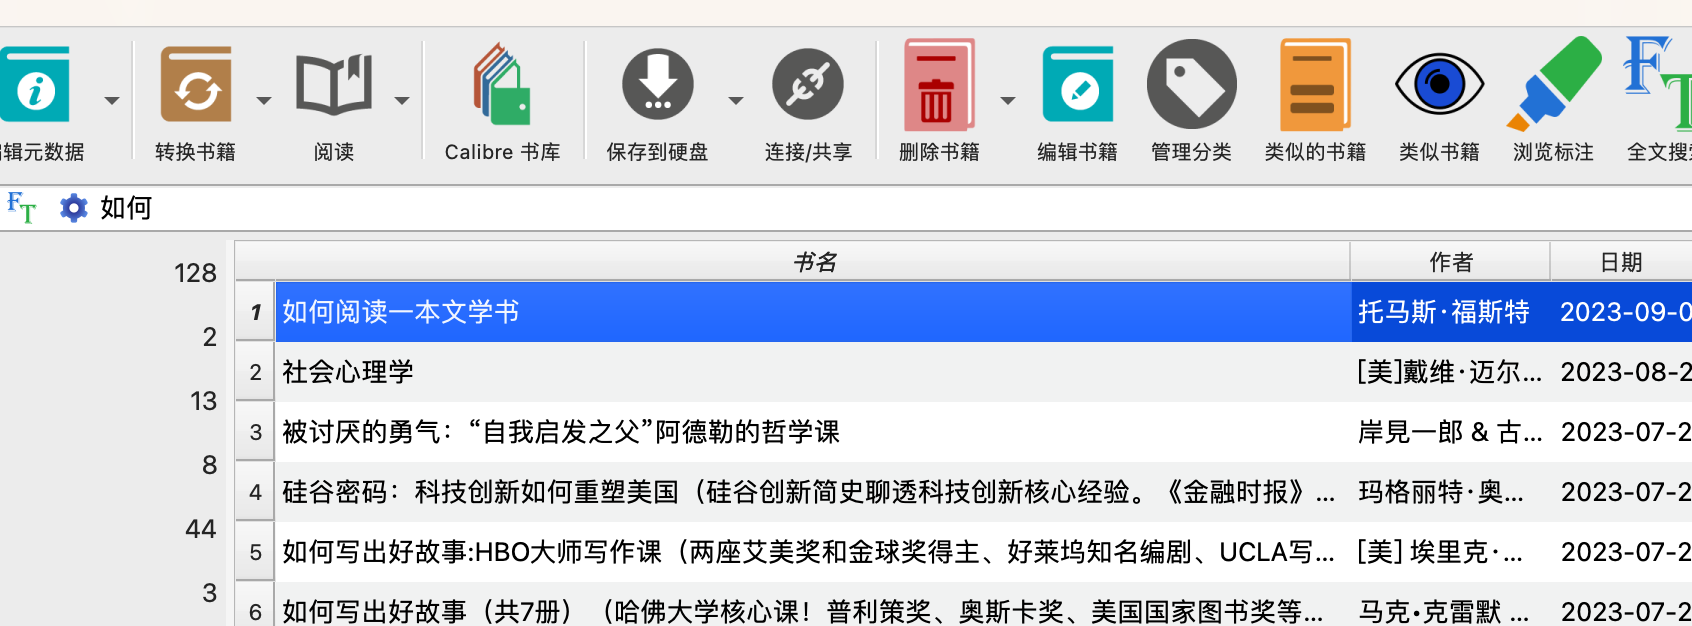 辑元数据 转换书籍 阅读 Calibre 书库 保存到硬盘 连接/共享 删除书籍 编辑书籍 管理分类 类似的书籍 类似书籍 浏览标注 全文搜
FT 如何
书名 作者 日期
128
1 如何阅读一本文学书 托马斯·福斯特 2023-09-0
2
2 社会心理学 [美]戴维·迈尔... 2023-08-2
13
3 被讨厌的勇气：“自我启发之父”阿德勒的哲学课 岸見一郎 & 古... 2023-07-2
8
4 硅谷密码：科技创新如何重塑美国（硅谷创新简史聊透科技创新核心经验。《金融时报》... 玛格丽特·奥... 2023-07-2
44
5 如何写出好故事:HBO大师写作课（两座艾美奖和金球奖得主、好莱坞知名编剧、UCLA写... [美] 埃里克·... 2023-07-2
3
6 如何写出好故事（共7册）（哈佛大学核心课！普利策奖、奥斯卡奖、美国国家图书奖等... 马克•克雷默 ... 2023-07-2